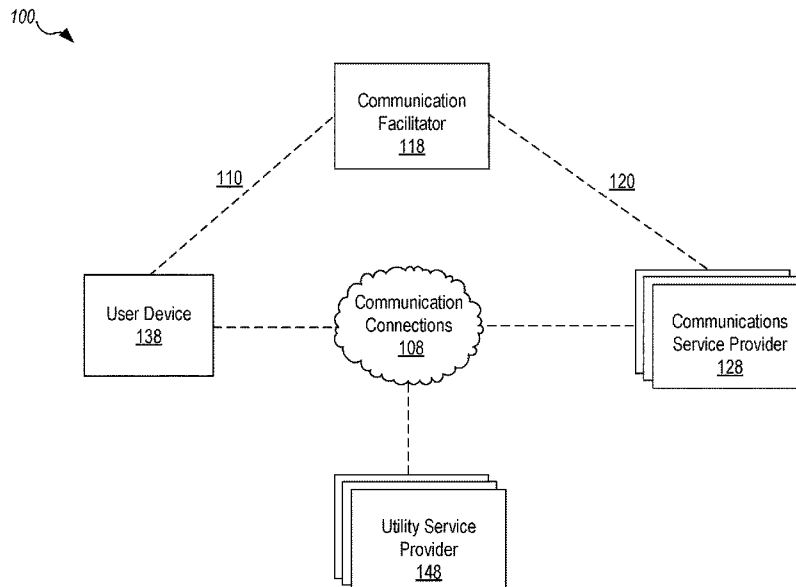 100
Communication
Facilitator
118
110
120
User Device
138
Communication
Connections
108
Communications
Service Provider
128
Utility Service
Provider
148